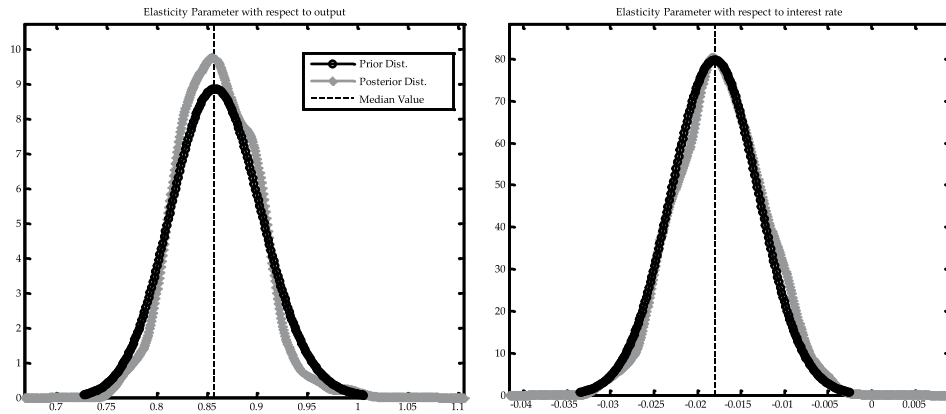 Elasticity Parameter with respect to output
10
9
8
7
6
5
4
3
2
1
0
0.7 0.75 0.8 0.85 0.9 0.95 1 1.05 1.1
Prior Dist.
Posterior Dist.
Median Value
Elasticity Parameter with respect to interest rate
80
70
60
50
40
30
20
10
0
-0.04 -0.035 -0.03 -0.025 -0.02 -0.015 -0.01 -0.005 0 0.005